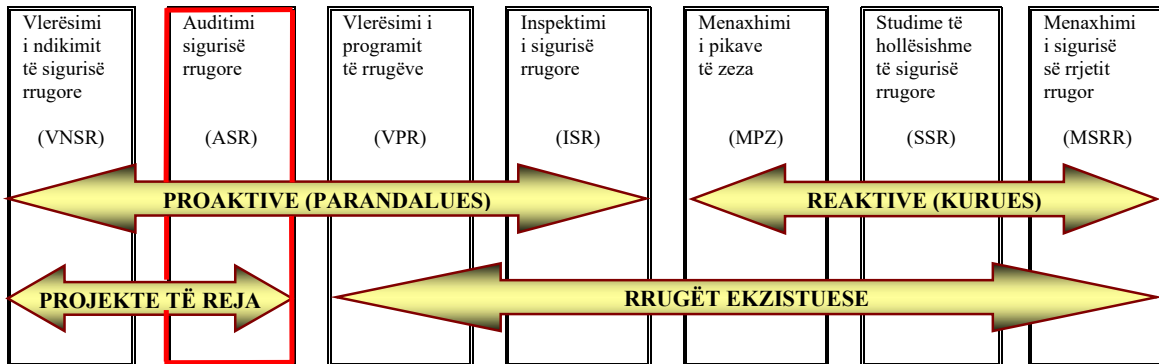 Vlerësimi
i ndikimit
të sigurisë
rrugore
(VNSR)
Auditimi
sigurisë
rrugore
(ASR)
Vlerësimi i
programit
të rrugëve
(VPR)
Inspektimi
i sigurisë
rrugore
(ISR)
Menaxhimi
i pikave
të zeza
(MPZ)
Studime të
hollësishme
të sigurisë
rrugore
(SSR)
Menaxhimi
i sigurisë
së rrjetit
rrugor
(MSRR)
PROAKTIVE (PARANDALUES)
REAKTIVE (KURUES)
PROJEKTE TË REJA
RRUGËT EKZISTUESE